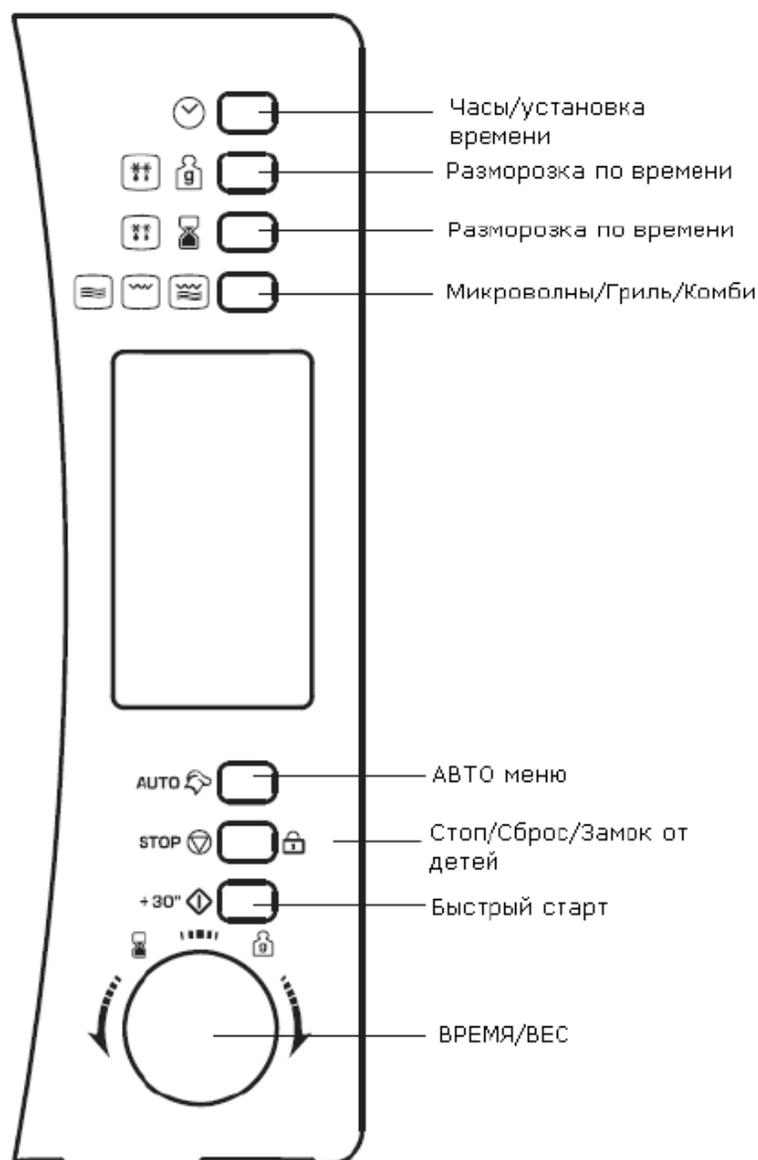 Часы/установка
времени
g
Разморозка по времени
Разморозка по времени
Микроволны/Гриль/Комби
AUTO
АВТО меню
STOP
Стоп/Сброс/Замок от
детей
+30"
Быстрый старт
g
ВРЕМЯ/ВЕС